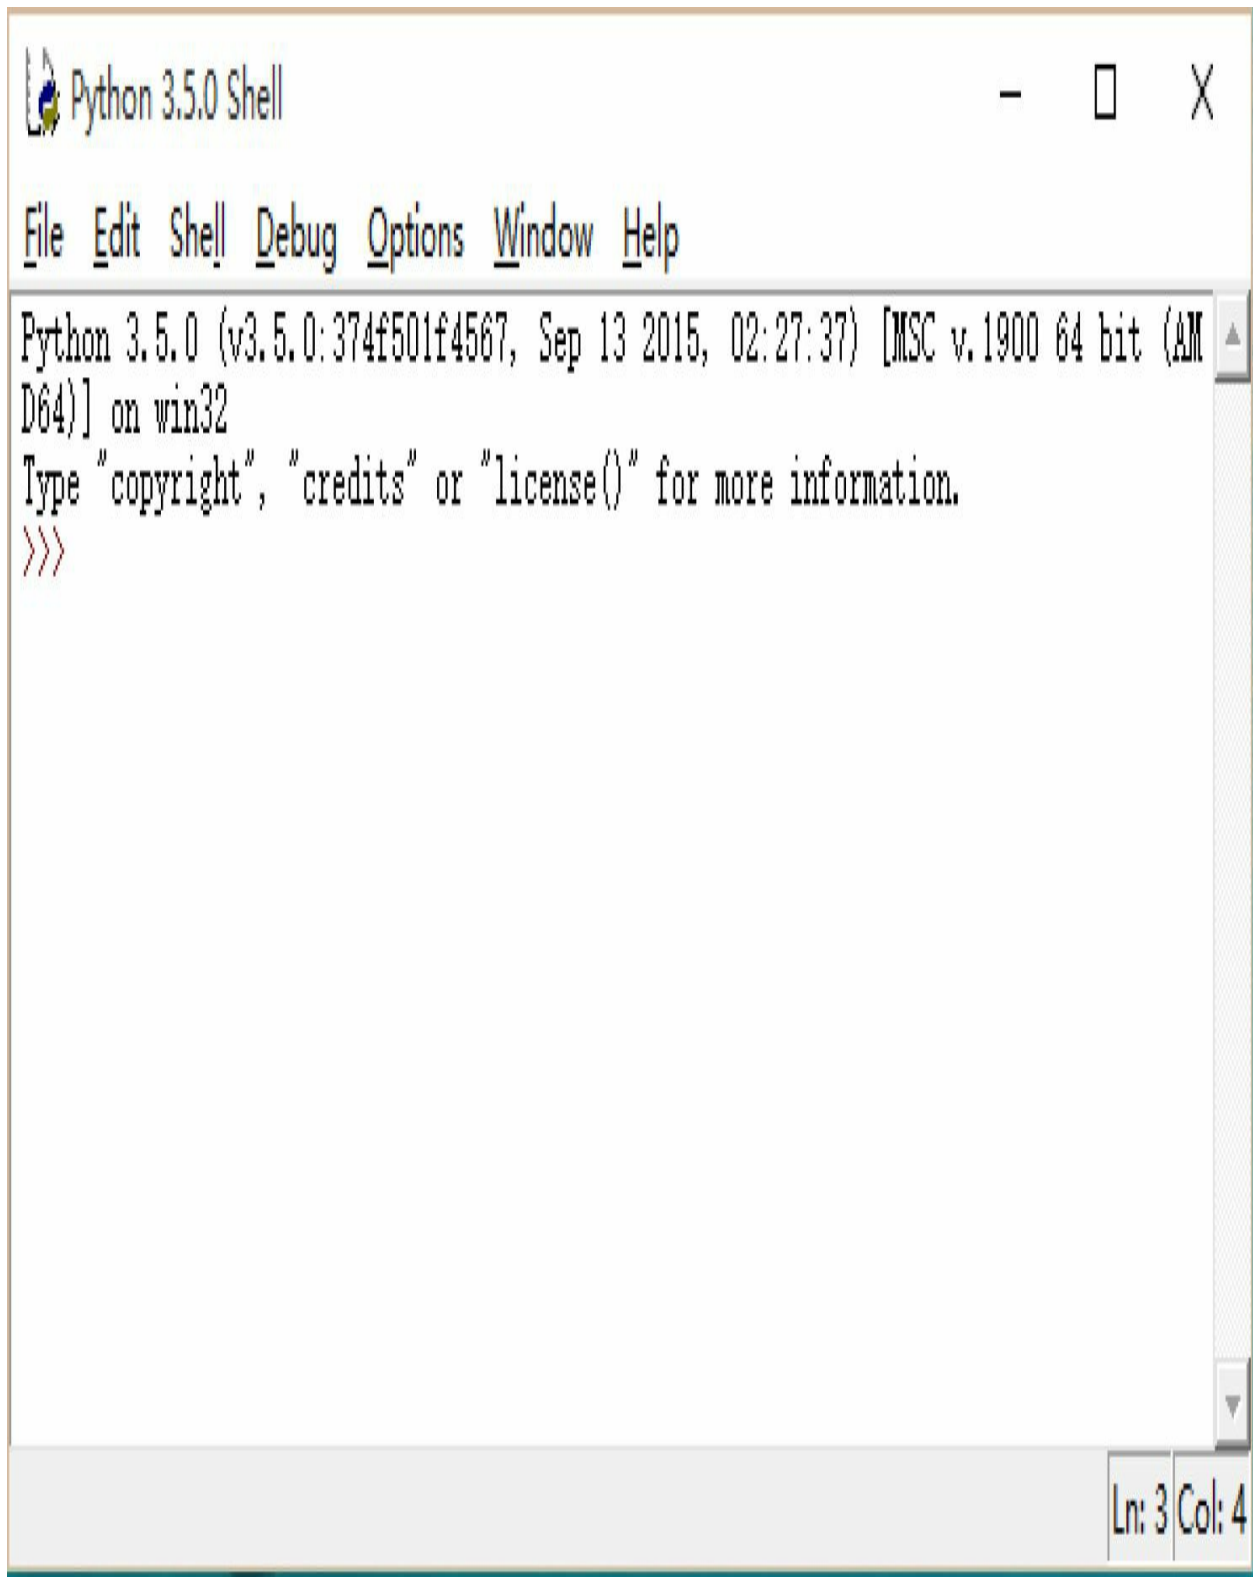 Python 3.5.0 Shell
File Edit Shell Debug Options Window Help
Python 3.5.0 (v3.5.0:374f501f4567, Sep 13 2015, 02:27:37) [MSC v.1900 64 bit (AM
D64)] on win32
Type "copyright", "credits" or "license()" for more information.
>>>
Ln: 3 Col: 4